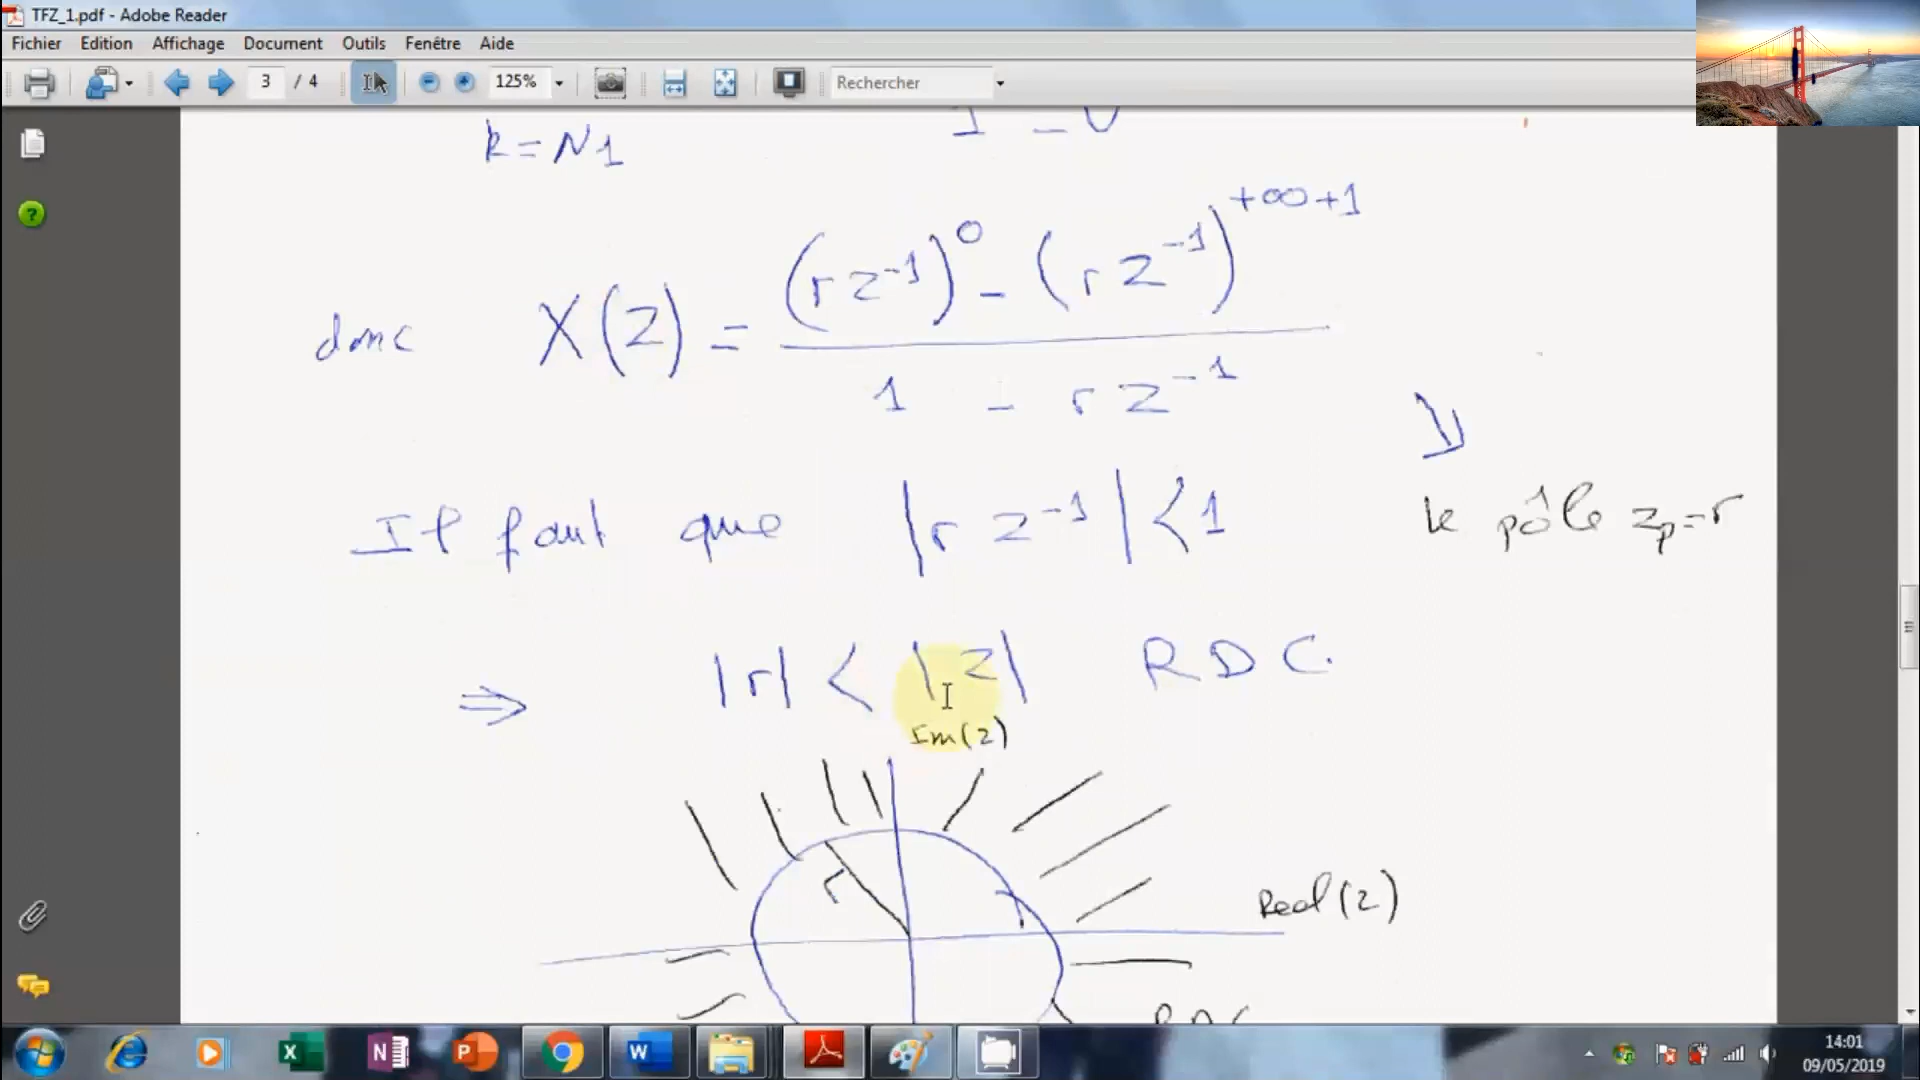 TFZ_1.pdf - Adobe Reader
Fichier Edition Affichage Document Outils Fenêtre Aide
3 / 4 125% Rechercher
k=N1
donc X(Z) = ((r z^-1)^0 - (r z^-1)^(+∞+1)) / (1 - r z^-1)
Il faut que |r z^-1| < 1
le pôle z_p=r
⇒ |r| < |z| RDC.
Im(z)
r
Real(z)
RDC
14:01
09/05/2019